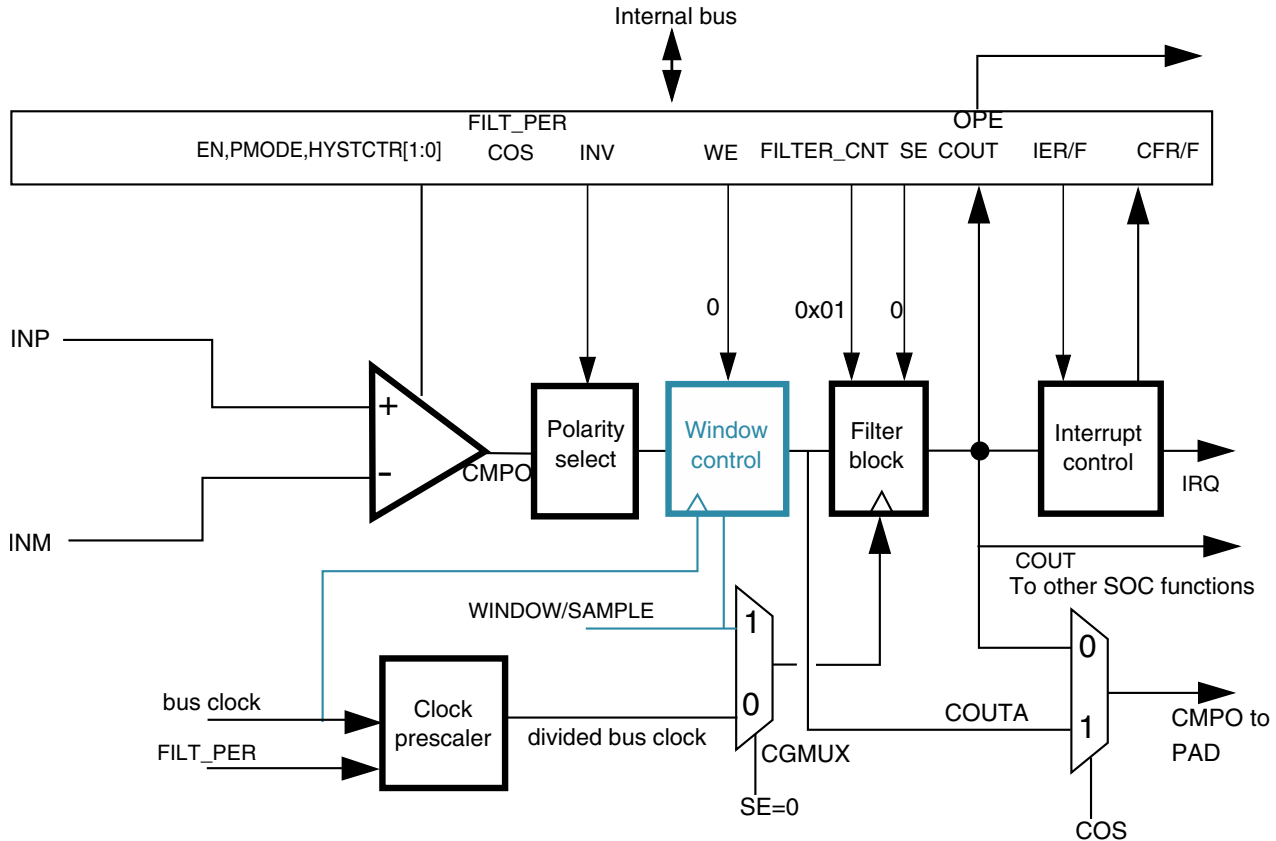 Internal bus
OPE
FILT_PER
EN,PMODE,HYSTCTR[1:0]
COS
INV
WE
FILTER_CNT
SE
COUT
IER/F
CFR/F
0
0x01
0
INP
+
-
INM
CMPO
Polarity
select
Window
control
Filter
block
Interrupt
control
IRQ
COUT
To other SOC functions
WINDOW/SAMPLE
1
0
CGMUX
SE=0
bus clock
FILT_PER
Clock
prescaler
divided bus clock
COUTA
0
1
CMPO to
PAD
COS